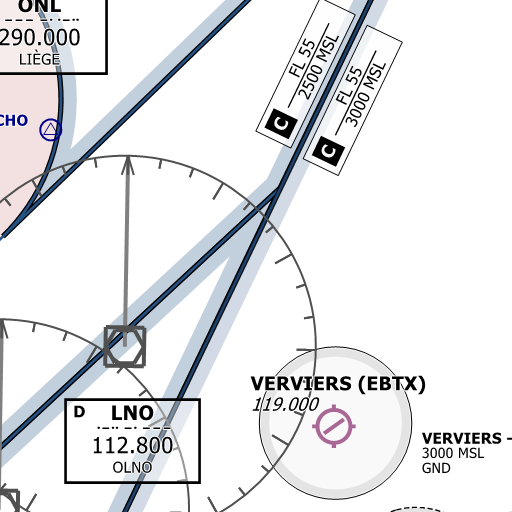 ONL
290.000
LIÈGE
CHO
FL 55
2500 MSL
C
FL 55
3000 MSL
C
D LNO
112.800
OLNO
VERVIERS (EBTX)
119.000
VERVIERS -
3000 MSL
GND